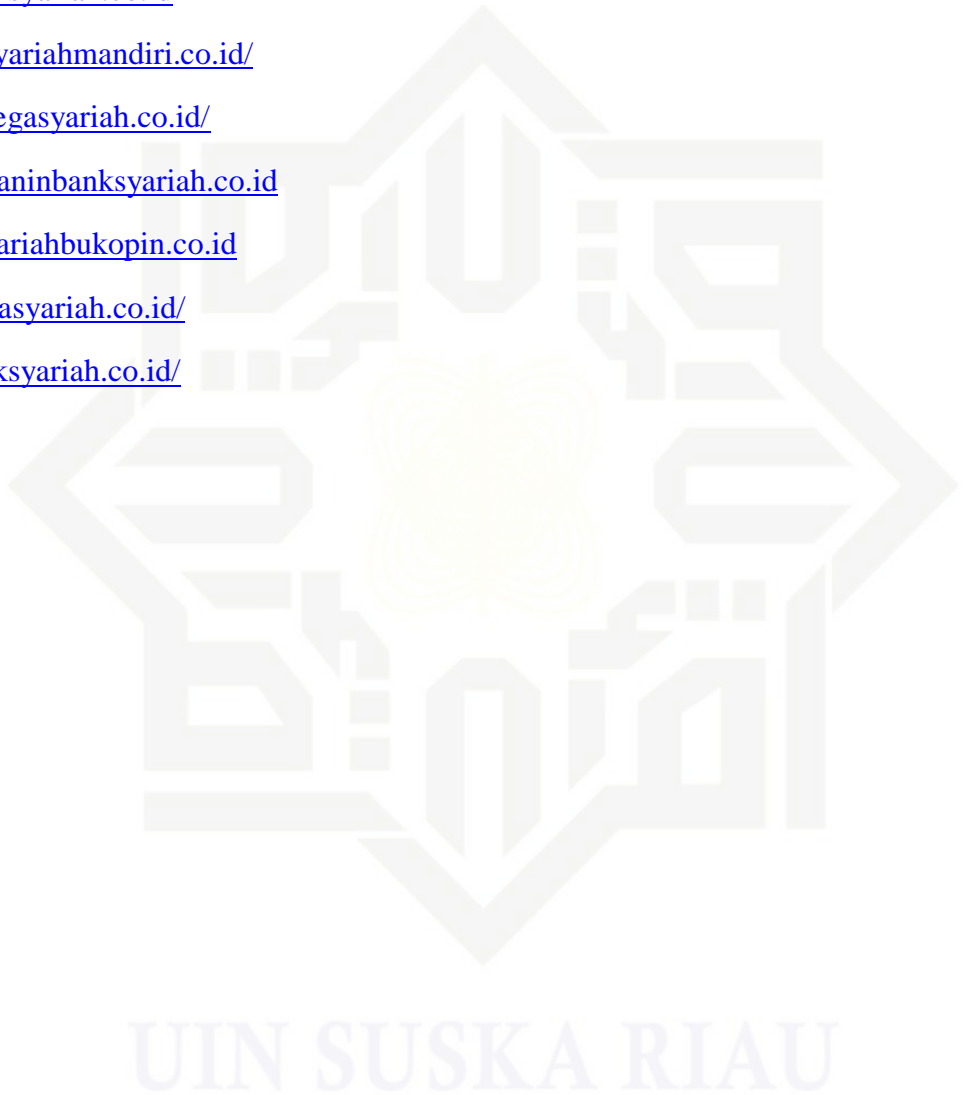 yariahmandiri.co.id/
egasyariah.co.id/
aninbanksyariah.co.id
ariahbukopin.co.id
asyariah.co.id/
ksyariah.co.id/
UIN SUSKA RIAU